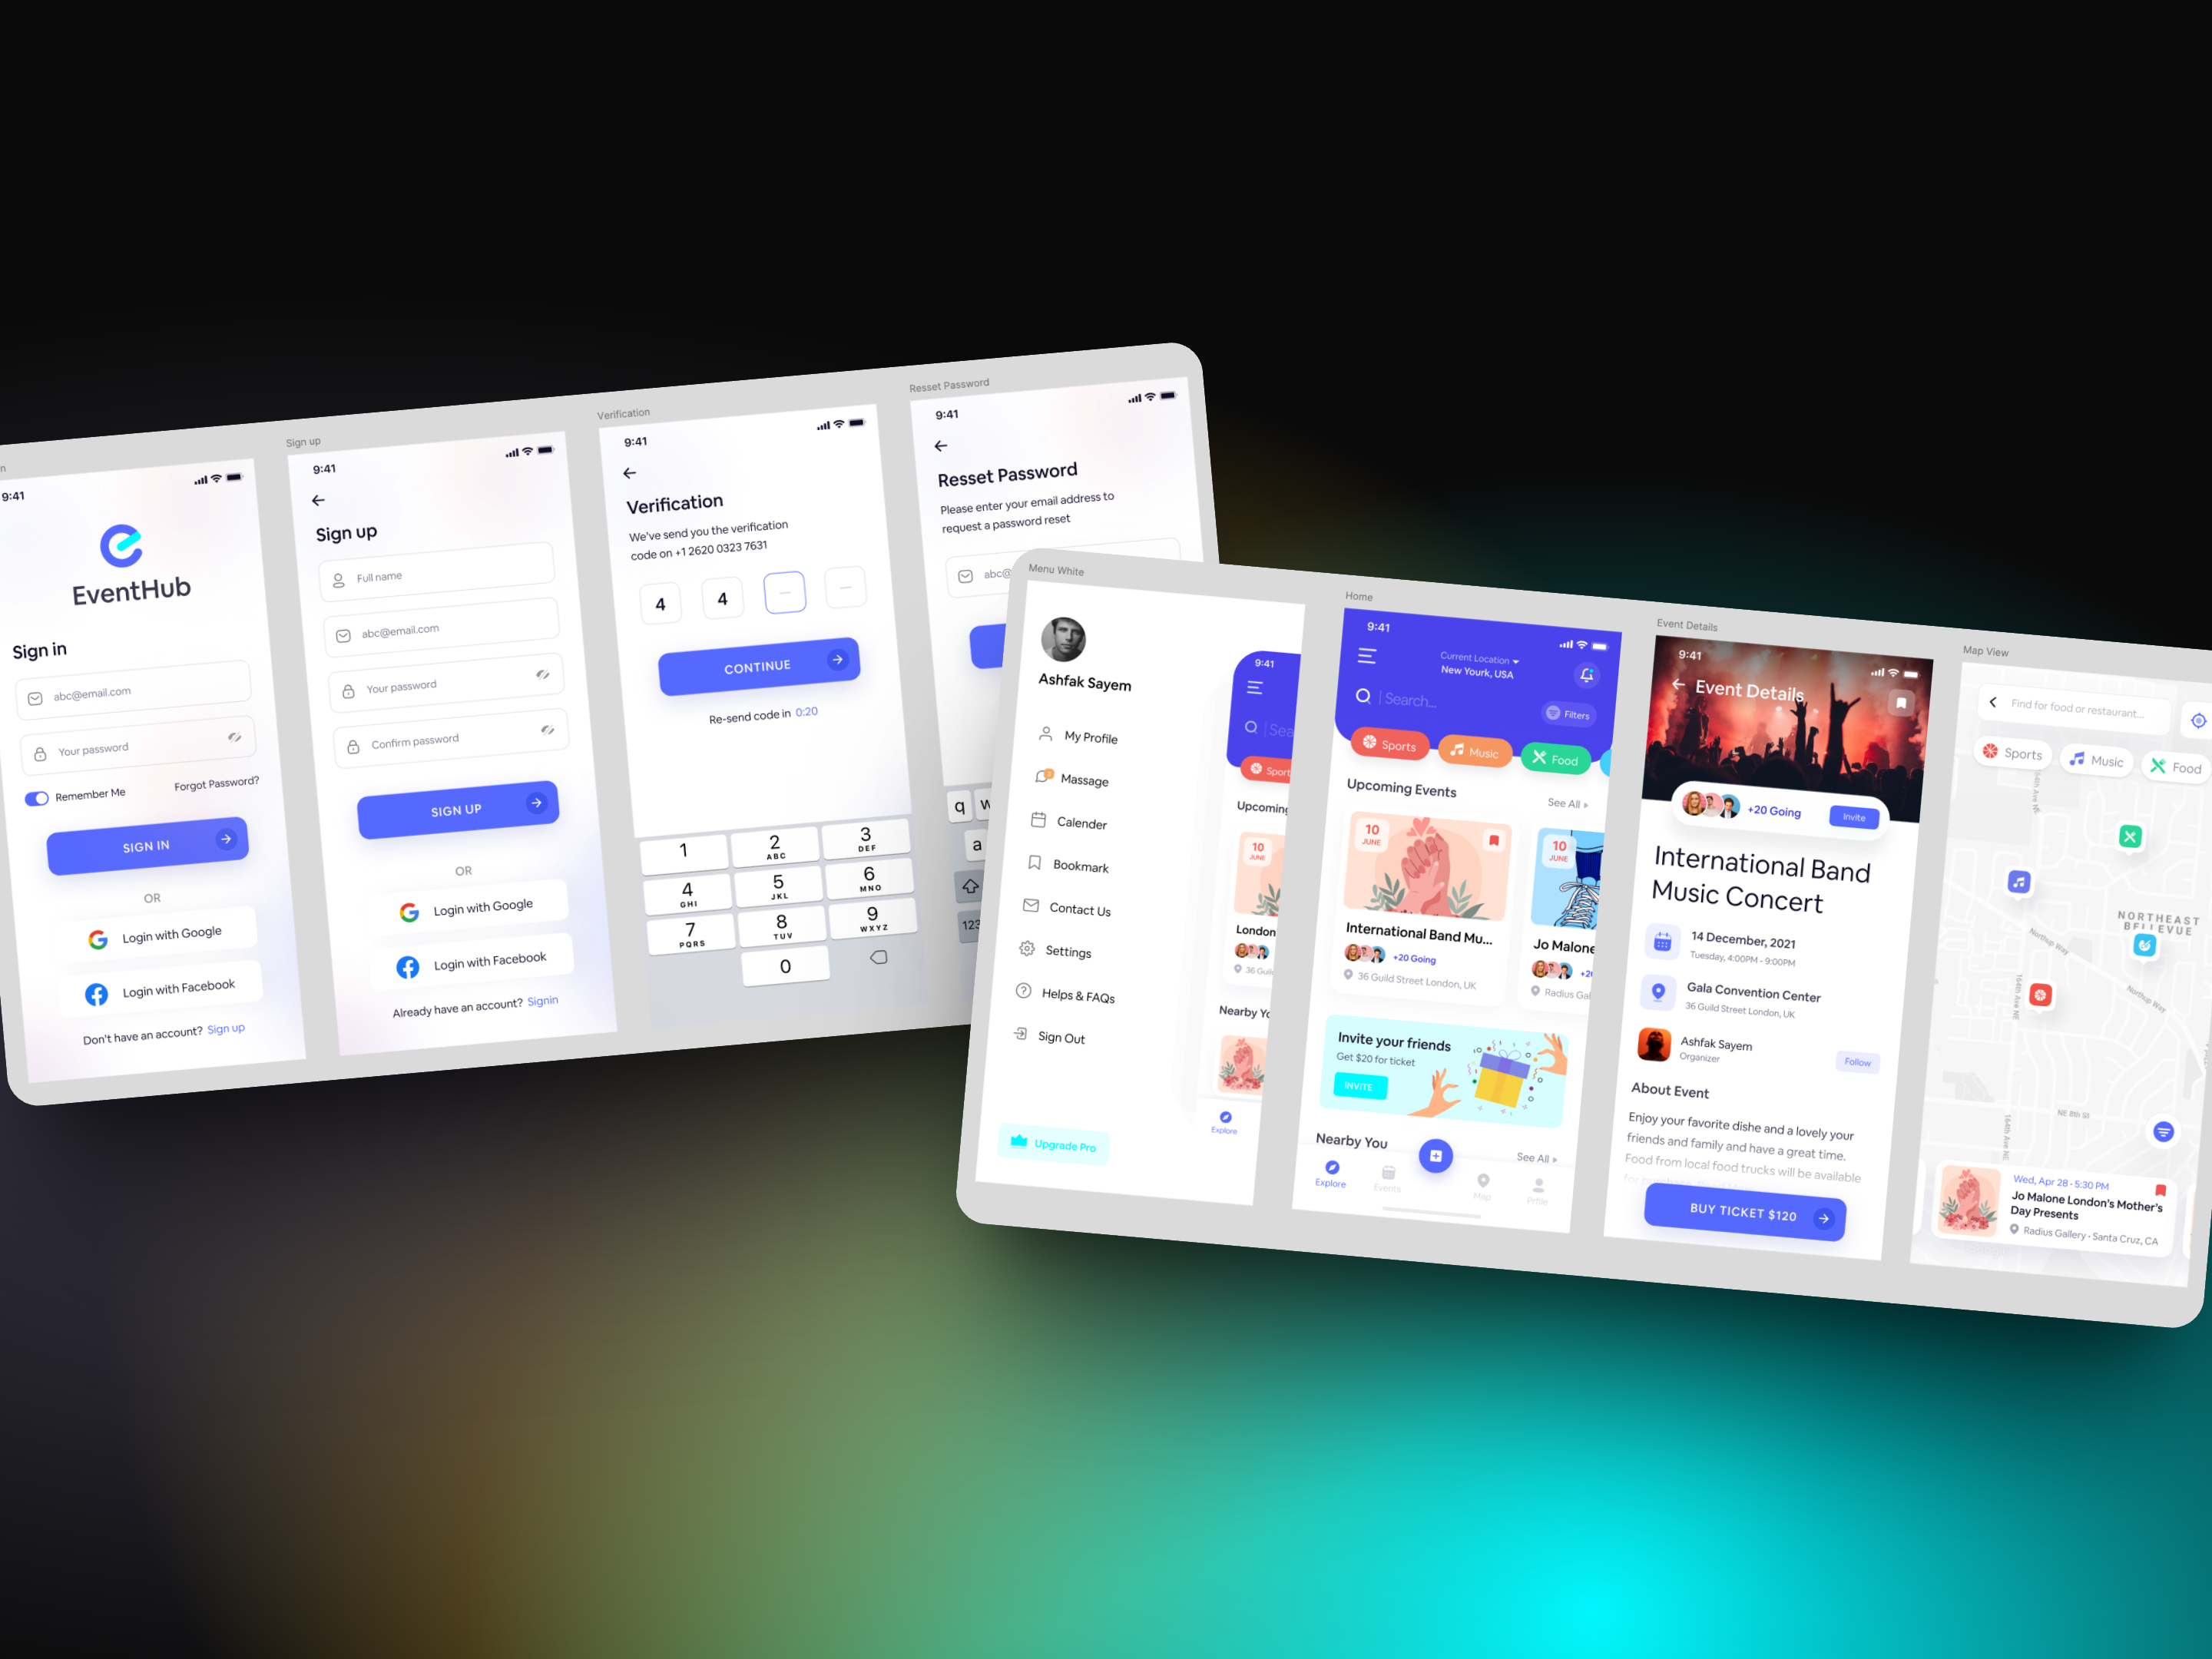 n
9:41
EventHub
Sign in
abc@email.com
Your password
Remember Me
Forgot Password?
SIGN IN
OR
Login with Google
Login with Facebook
Don't have an account? Sign up
Sign up
9:41
Sign up
Full name
abc@email.com
Your password
Confirm password
SIGN UP
OR
Login with Google
Login with Facebook
Already have an account? Signin
Verification
9:41
Verification
We've send you the verification
code on +1 2620 0323 7631
4 4
CONTINUE
Re-send code in 0:20
1 2 3
ABC DEF
4 5 6
GHI JKL MNO
7 8 9
PQRS TUV WXYZ
0
Resset Password
9:41
Resset Password
Please enter your email address to
request a password reset
abc@
q w
a
123
Menu White
Ashfak Sayem
My Profile
Massage
Calender
Bookmark
Contact Us
Settings
Helps & FAQs
Sign Out
Upgrade Pro
9:41
Sea
Sport
Upcoming
10
JUNE
London
36 Guil
Nearby Yo
Explore
Home
9:41
Current Location
New Yourk, USA
Search...
Filters
Sports
Music
Food
Upcoming Events
See All
10
JUNE
International Band Mu...
+20 Going
36 Guild Street London, UK
10
JUNE
Jo Malone
+2
Radius Gal
Invite your friends
Get $20 for ticket
INVITE
Nearby You
See All
Explore
Events
Map
Prfile
Event Details
9:41
Event Details
+20 Going
Invite
International Band
Music Concert
14 December, 2021
Tuesday, 4:00PM - 9:00PM
Gala Convention Center
36 Guild Street London, UK
Ashfak Sayem
Organizer
Follow
About Event
Enjoy your favorite dishe and a lovely your
friends and family and have a great time.
Food from local food trucks will be available
BUY TICKET $120
Map View
Find for food or restaurant...
Sports
Music
Food
164th Ave NE
NORTHEAST
BELLEVUE
Northup Way
Northup Way
164th Ave NE
NE 8th St
164th Ave NE
Wed, Apr 28 • 5:30 PM
Jo Malone London's Mother's
Day Presents
Radius Gallery • Santa Cruz, CA